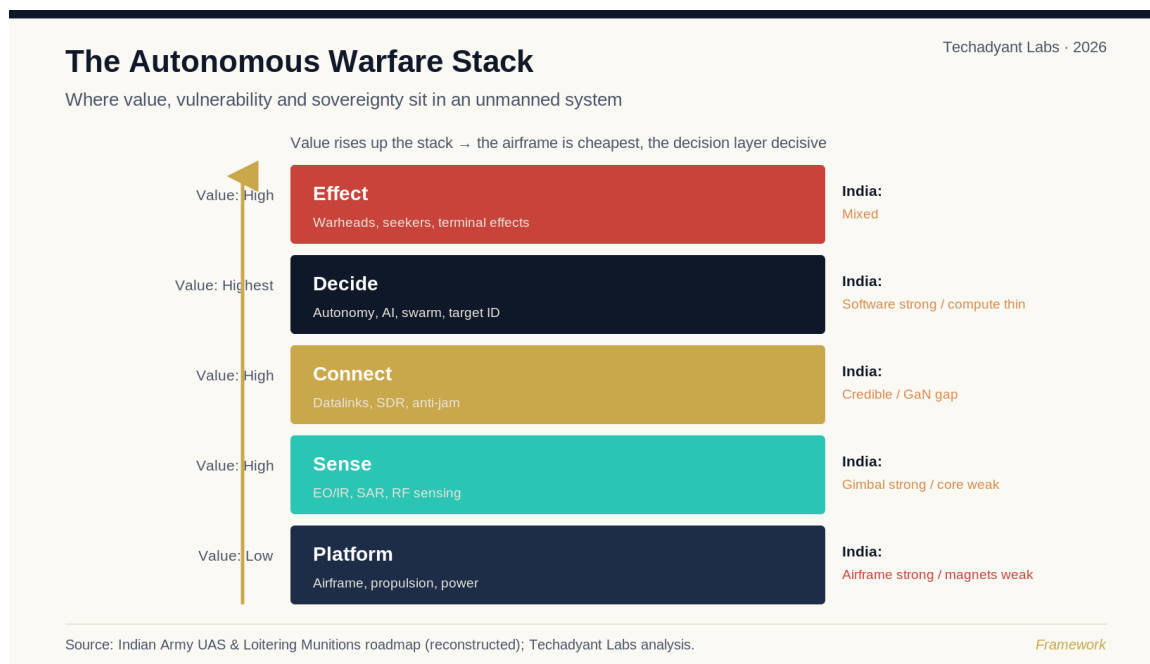 The Autonomous Warfare Stack
Techadyant Labs · 2026
Where value, vulnerability and sovereignty sit in an unmanned system
Value rises up the stack → the airframe is cheapest, the decision layer decisive
Value: High
Effect
Warheads, seekers, terminal effects
India:
Mixed
Value: Highest
Decide
Autonomy, AI, swarm, target ID
India:
Software strong / compute thin
Value: High
Connect
Datalinks, SDR, anti-jam
India:
Credible / GaN gap
Value: High
Sense
EO/IR, SAR, RF sensing
India:
Gimbal strong / core weak
Value: Low
Platform
Airframe, propulsion, power
India:
Airframe strong / magnets weak
Source: Indian Army UAS & Loitering Munitions roadmap (reconstructed); Techadyant Labs analysis.
Framework